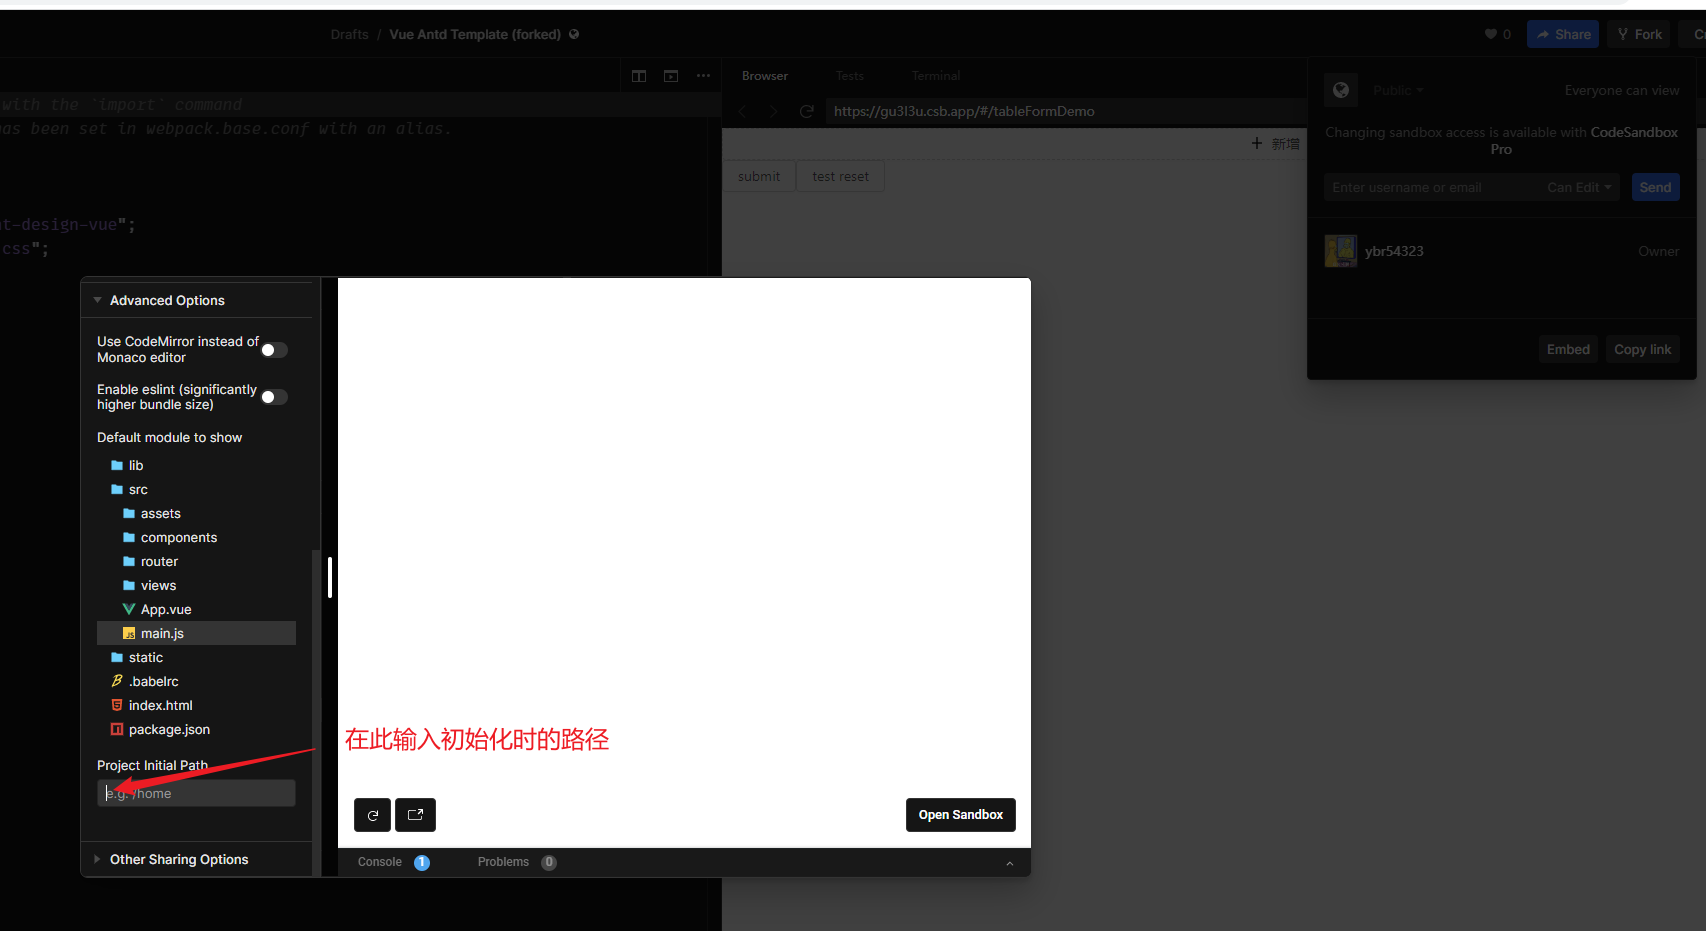 Drafts / Vue Antd Template (forked)
0
Share
Fork
with the `import` command
as been set in webpack.base.conf with an alias.
t-design-vue";
css";
Browser
Tests
Terminal
https://gu3l3u.csb.app/#/tableFormDemo
+ 新增
submit
test reset
Public
Everyone can view
Changing sandbox access is available with CodeSandbox
Pro
Enter username or email
Can Edit
Send
ybr54323
Owner
Embed
Copy link
Advanced Options
Use CodeMirror instead of
Monaco editor
Enable eslint (significantly
higher bundle size)
Default module to show
lib
src
assets
components
router
views
App.vue
main.js
static
.babelrc
index.html
package.json
Project Initial Path
e.g. /home
Other Sharing Options
在此输入初始化时的路径
Open Sandbox
Console 1
Problems 0